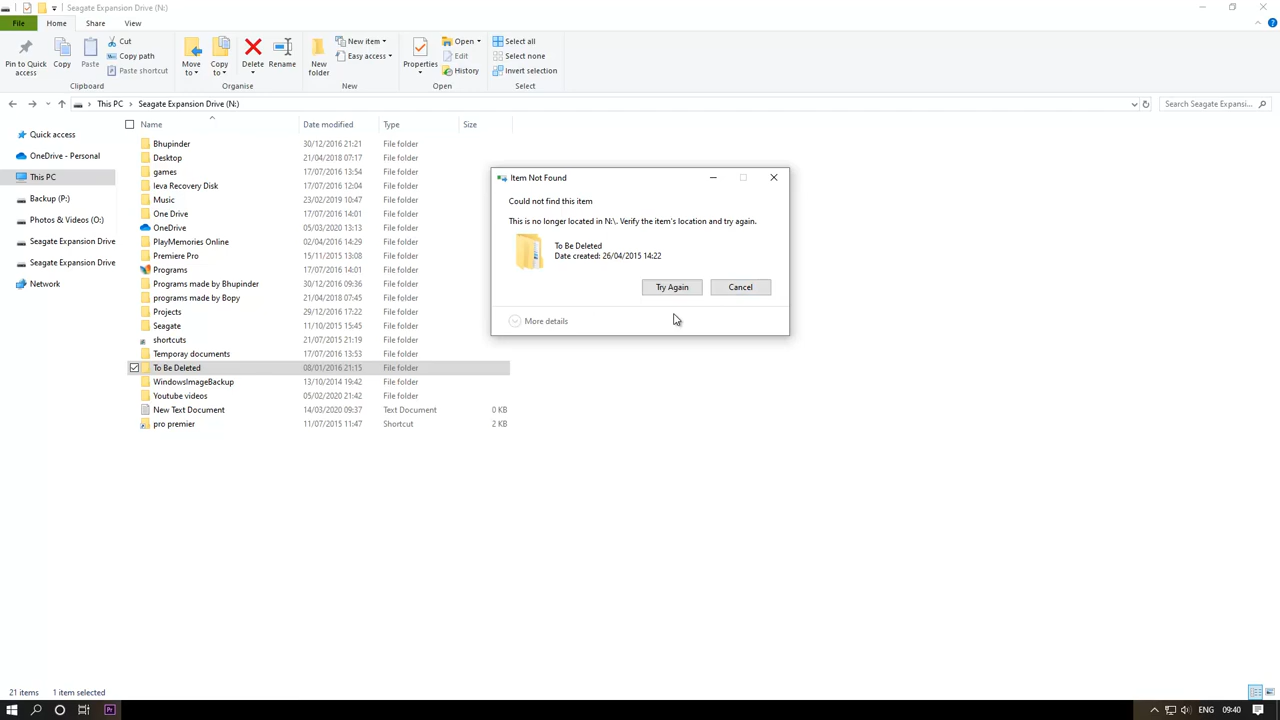 Seagate Expansion Drive (N:)
File Home Share View
Pin to Quick access
Copy
Paste
Cut
Copy path
Paste shortcut
Clipboard
Move to
Copy to
Delete
Rename
Organise
New folder
New item
Easy access
New
Properties
Open
Edit
History
Open
Select all
Select none
Invert selection
Select
This PC > Seagate Expansion Drive (N:)
Search Seagate Expansi...
Quick access
OneDrive - Personal
This PC
Backup (P:)
Photos & Videos (O:)
Seagate Expansion Drive
Seagate Expansion Drive
Network
Name Date modified Type Size
Bhupinder 30/12/2016 21:21 File folder
Desktop 21/04/2018 07:17 File folder
games 17/07/2016 13:54 File folder
Ieva Recovery Disk 17/07/2016 12:04 File folder
Music 23/02/2019 10:47 File folder
One Drive 17/07/2016 14:01 File folder
OneDrive 05/03/2020 13:13 File folder
PlayMemories Online 02/04/2016 14:29 File folder
Premiere Pro 15/11/2015 13:08 File folder
Programs 17/07/2016 14:01 File folder
Programs made by Bhupinder 30/12/2016 09:36 File folder
programs made by Bopy 21/04/2018 07:45 File folder
Projects 29/12/2016 17:22 File folder
Seagate 11/10/2015 15:45 File folder
shortcuts 21/07/2015 21:19 File folder
Temporay documents 17/07/2016 13:53 File folder
To Be Deleted 08/01/2016 21:15 File folder
WindowsImageBackup 13/10/2014 19:42 File folder
Youtube videos 05/02/2020 21:42 File folder
New Text Document 14/03/2020 09:37 Text Document 0 KB
pro premier 11/07/2015 11:47 Shortcut 2 KB
Item Not Found
Could not find this item
This is no longer located in N:\. Verify the item's location and try again.
To Be Deleted
Date created: 26/04/2015 14:22
Try Again Cancel
More details
21 items 1 item selected
Pr
ENG 09:40